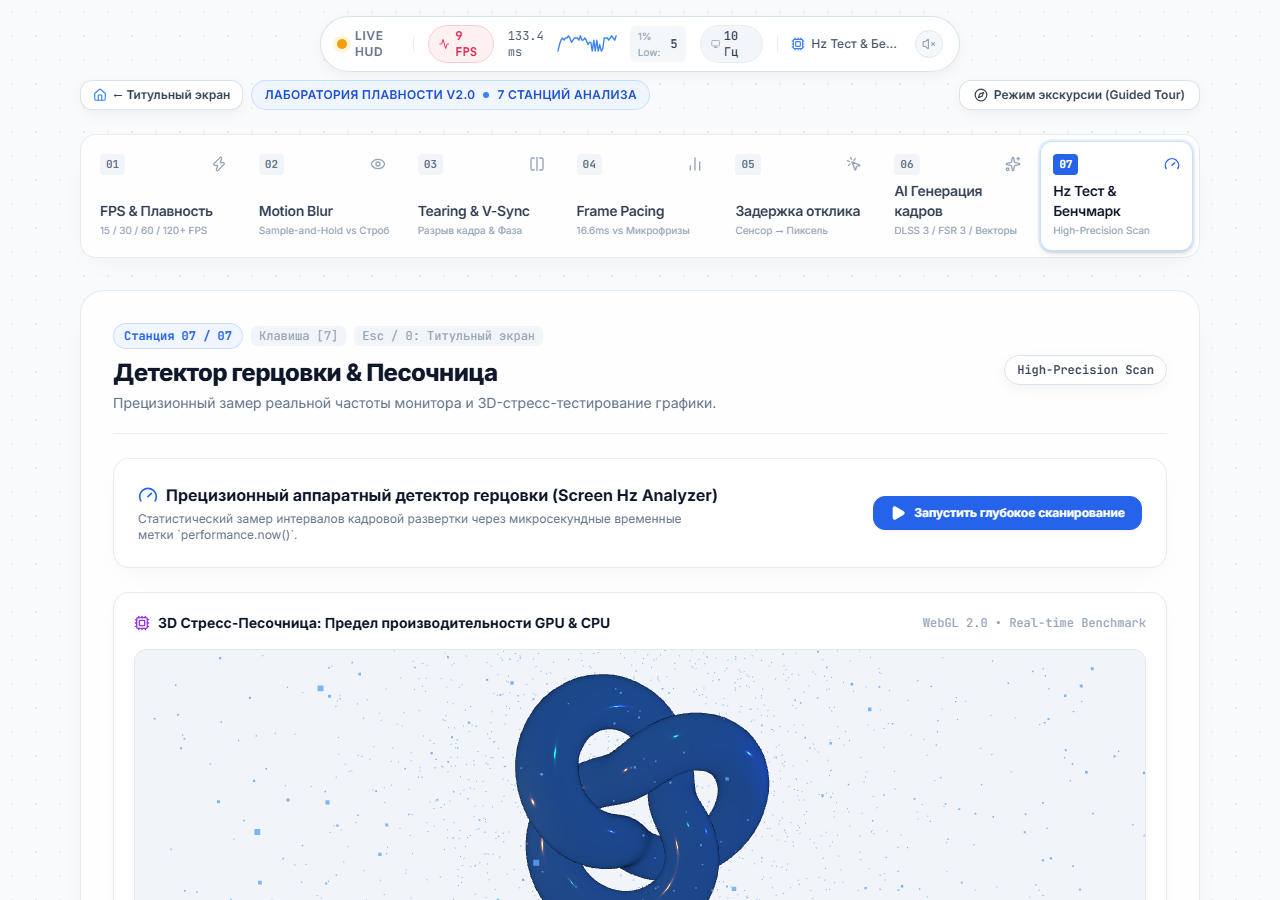 LIVE HUD
9 FPS
133.4 ms
1% Low: 5
10 Гц
Hz Тест & Бе...
← Титульный экран
ЛАБОРАТОРИЯ ПЛАВНОСТИ V2.0 • 7 СТАНЦИЙ АНАЛИЗА
Режим экскурсии (Guided Tour)
01
FPS & Плавность
15 / 30 / 60 / 120+ FPS
02
Motion Blur
Sample-and-Hold vs Строб
03
Tearing & V-Sync
Разрыв кадра & Фаза
04
Frame Pacing
16.6ms vs Микрофризы
05
Задержка отклика
Сенсор → Пиксель
06
AI Генерация
кадров
DLSS 3 / FSR 3 / Векторы
07
Hz Тест &
Бенчмарк
High-Precision Scan
Станция 07 / 07
Клавиша [7]
Esc / 0: Титульный экран
Детектор герцовки & Песочница
High-Precision Scan
Прецизионный замер реальной частоты монитора и 3D-стресс-тестирование графики.
Прецизионный аппаратный детектор герцовки (Screen Hz Analyzer)
Статистический замер интервалов кадровой развертки через микросекундные временные
метки `performance.now()`.
Запустить глубокое сканирование
3D Стресс-Песочница: Предел производительности GPU & CPU
WebGL 2.0 • Real-time Benchmark